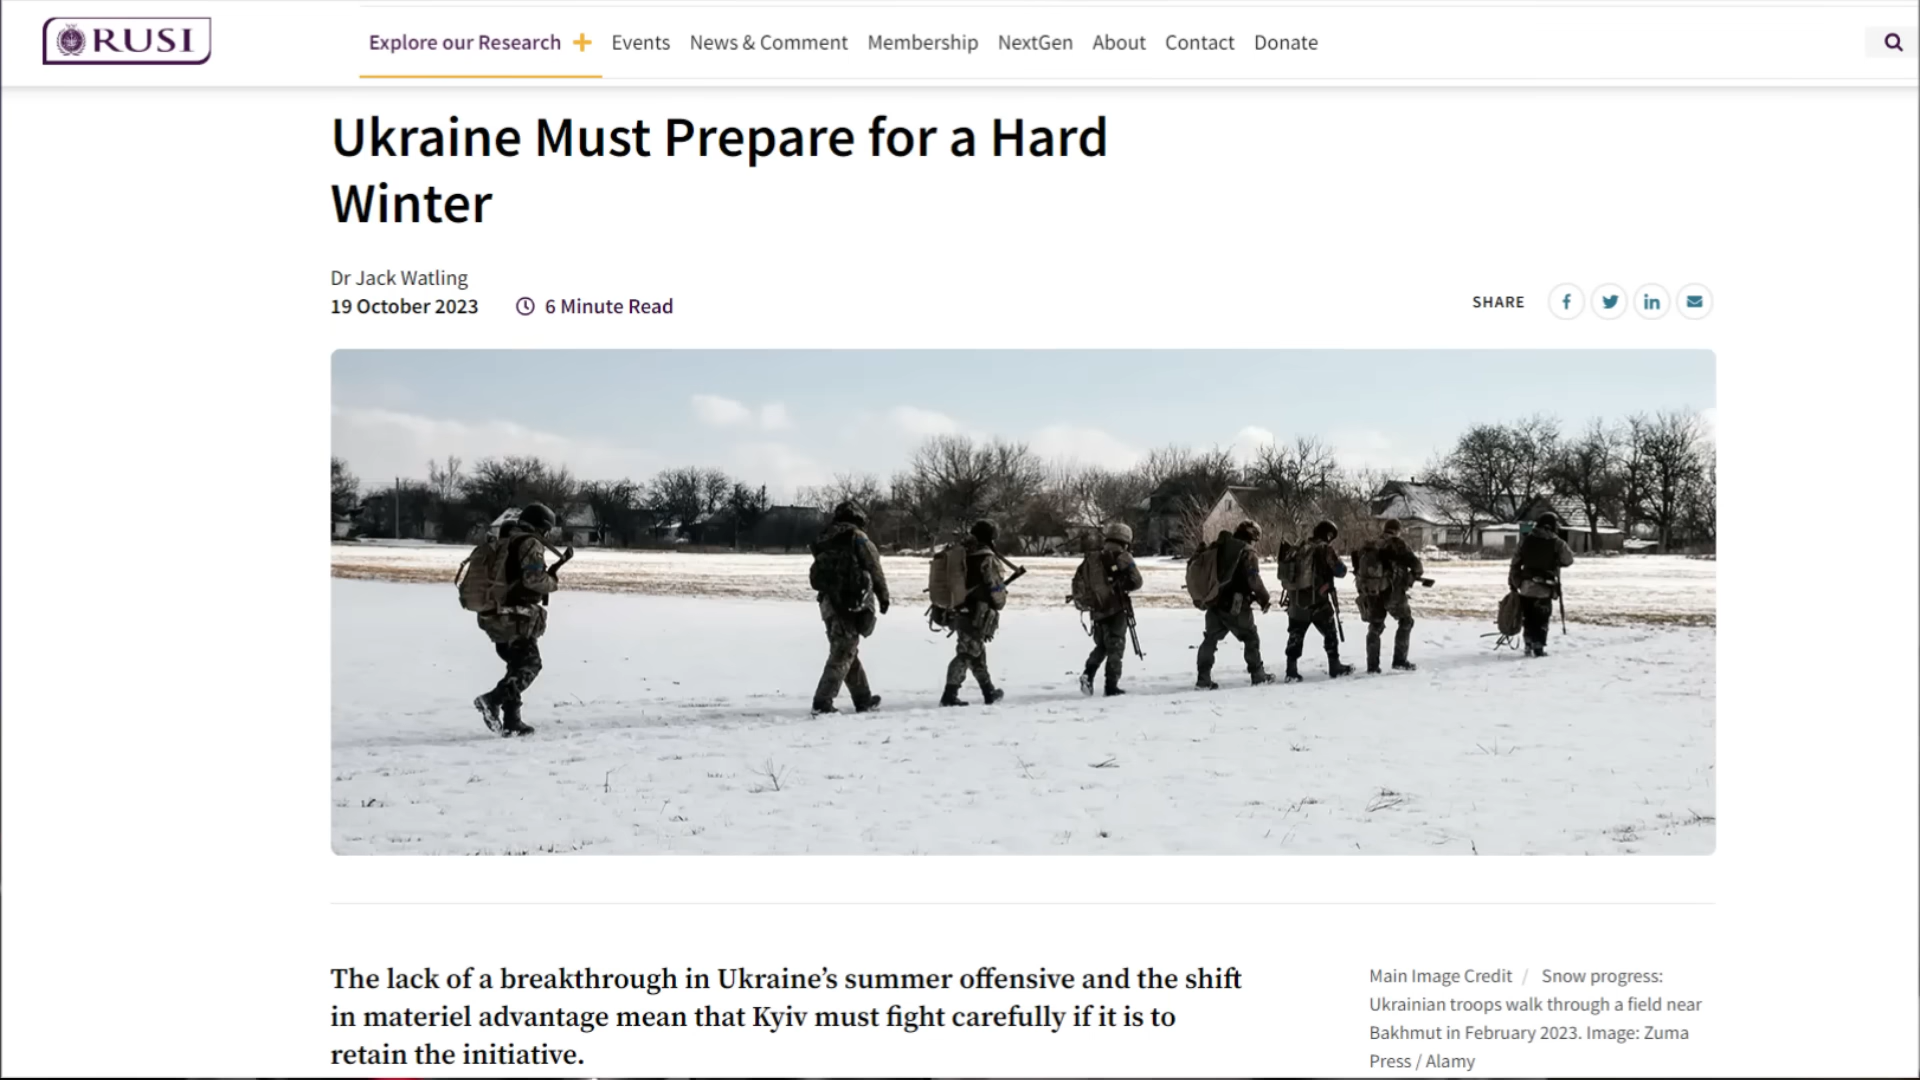 RUSI
Explore our Research + Events News & Comment Membership NextGen About Contact Donate
Ukraine Must Prepare for a Hard
Winter
Dr Jack Watling
19 October 2023 6 Minute Read
SHARE
The lack of a breakthrough in Ukraine’s summer offensive and the shift
in materiel advantage mean that Kyiv must fight carefully if it is to
retain the initiative.
Main Image Credit / Snow progress:
Ukrainian troops walk through a field near
Bakhmut in February 2023. Image: Zuma
Press / Alamy